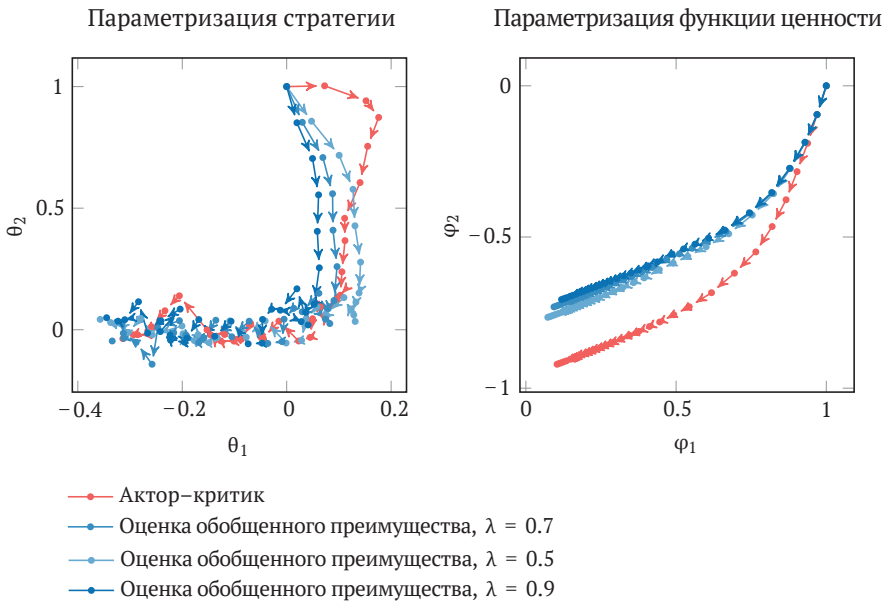 Параметризация стратегии
Параметризация функции ценности
1
0.5
0
θ2
−0.4
−0.2
0
0.2
θ1
0
−0.5
−1
φ2
0
0.5
1
φ1
Актор–критик
Оценка обобщенного преимущества, λ = 0.7
Оценка обобщенного преимущества, λ = 0.5
Оценка обобщенного преимущества, λ = 0.9